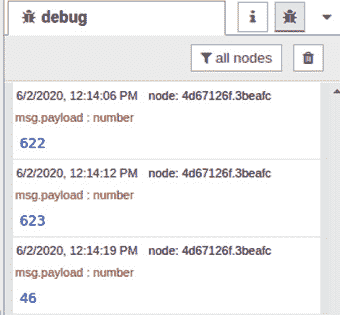 debug
i
all nodes
6/2/2020, 12:14:06 PM node: 4d67126f.3beafc
msg.payload : number
622
6/2/2020, 12:14:12 PM node: 4d67126f.3beafc
msg.payload : number
623
6/2/2020, 12:14:19 PM node: 4d67126f.3beafc
msg.payload : number
46